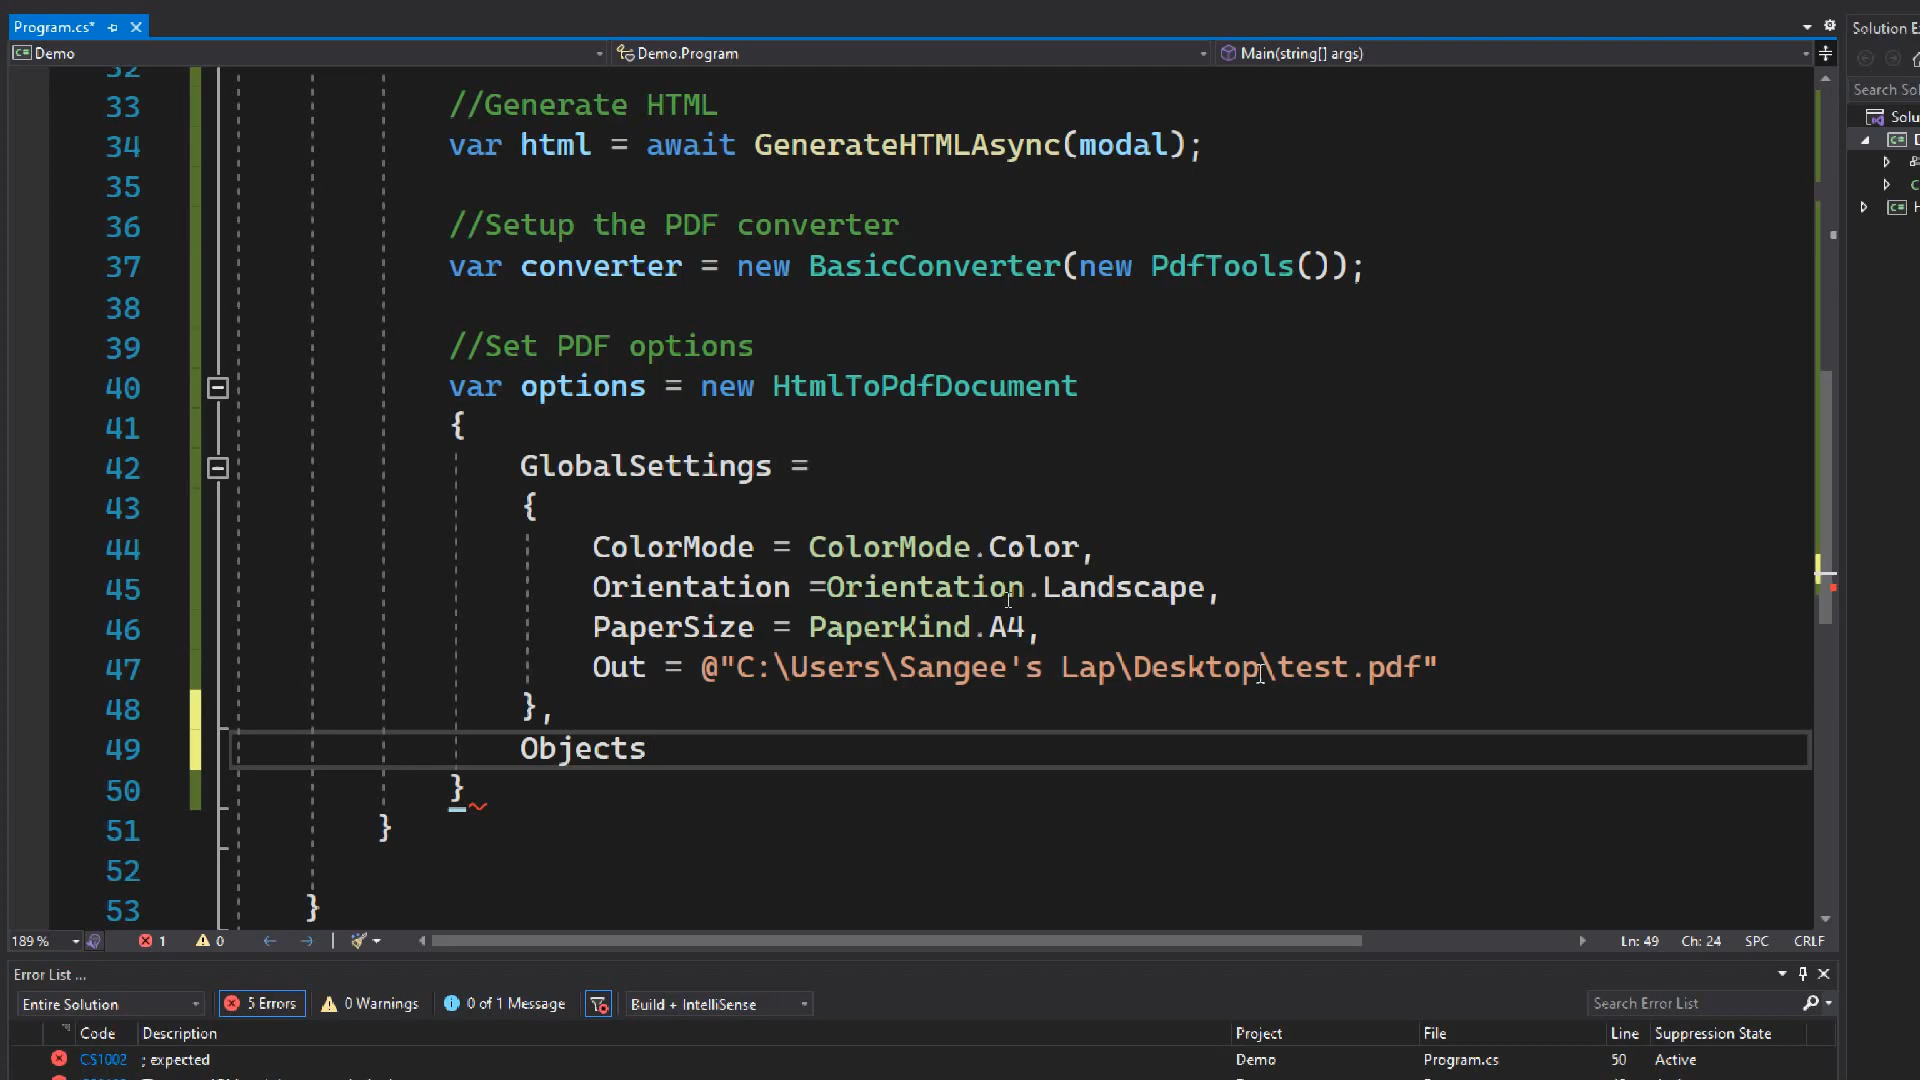 Program.cs*
Solution Ex
Demo
Demo.Program
Main(string[] args)
Search Sol
Solu
32
33 //Generate HTML
34 var html = await GenerateHTMLAsync(modal);
35
36 //Setup the PDF converter
37 var converter = new BasicConverter(new PdfTools());
38
39 //Set PDF options
40 var options = new HtmlToPdfDocument
41 {
42 GlobalSettings =
43 {
44 ColorMode = ColorMode.Color,
45 Orientation =Orientation.Landscape,
46 PaperSize = PaperKind.A4,
47 Out = @"C:\Users\Sangee's Lap\Desktop\test.pdf"
48 },
49 Objects
50 }
51 }
52
53 }
189 % 1 0 Ln: 49 Ch: 24 SPC CRLF
Error List ...
Entire Solution 5 Errors 0 Warnings 0 of 1 Message Build + IntelliSense Search Error List
Code Description Project File Line Suppression State
CS1002 ; expected Demo Program.cs 50 Active